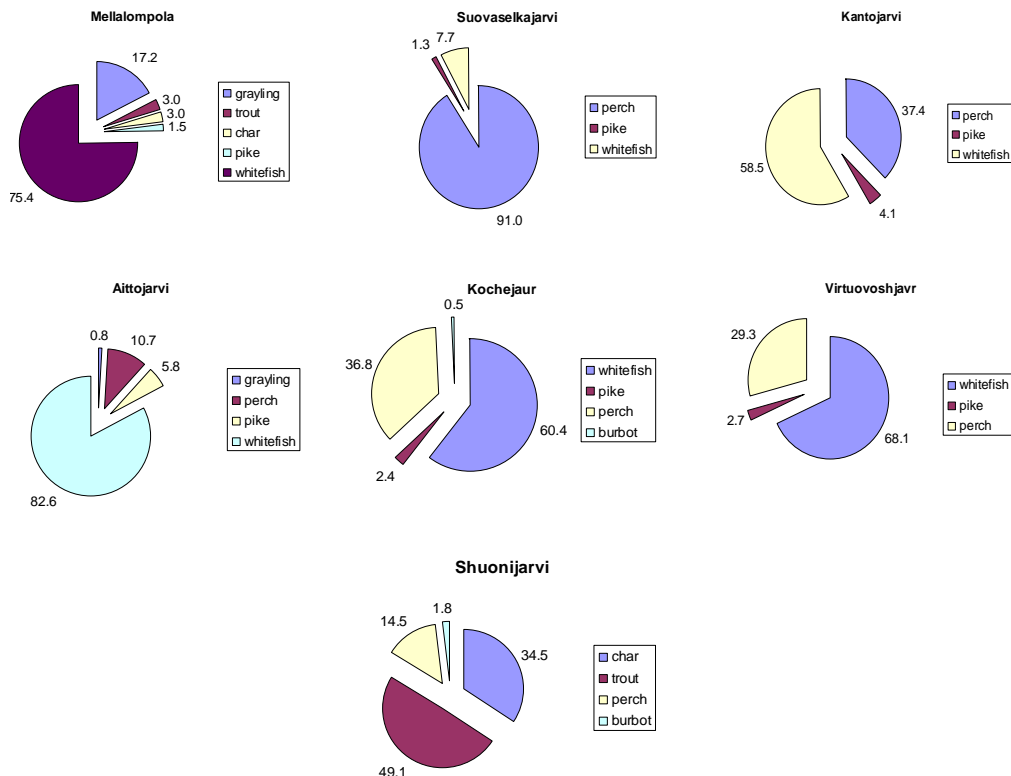 Mellalompola
17.2
3.0
3.0
1.5
75.4
grayling
trout
char
pike
whitefish
Suovaselkajarvi
1.3
7.7
91.0
perch
pike
whitefish
Kantojarvi
37.4
58.5
4.1
perch
pike
whitefish
Aittojarvi
0.8
10.7
5.8
82.6
grayling
perch
pike
whitefish
Kochejaur
0.5
36.8
60.4
2.4
whitefish
pike
perch
burbot
Virtuovoshjavr
29.3
2.7
68.1
whitefish
pike
perch
Shuonijarvi
1.8
14.5
34.5
49.1
char
trout
perch
burbot